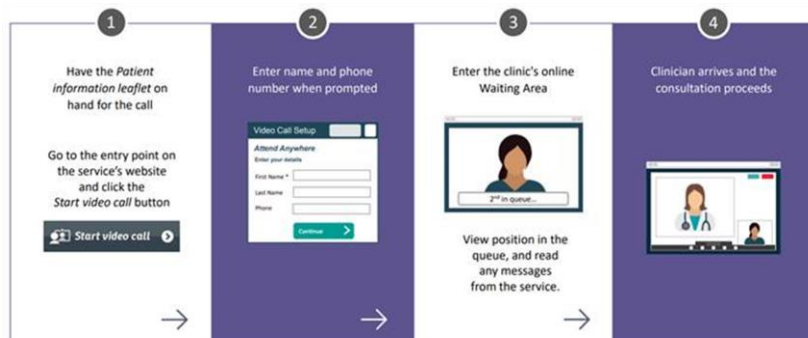 1
Have the Patient
information leaflet on
hand for the call
Go to the entry point on
the service's website
and click the
Start video call button
Start video call
2
Enter name and phone
number when prompted
Video Call Setup
Attend Anywhere
Enter your details
First Name *
Last Name
Phone
Continue
3
Enter the clinic's online
Waiting Area
2nd in queue...
View position in the
queue, and read
any messages
from the service.
4
Clinician arrives and the
consultation proceeds